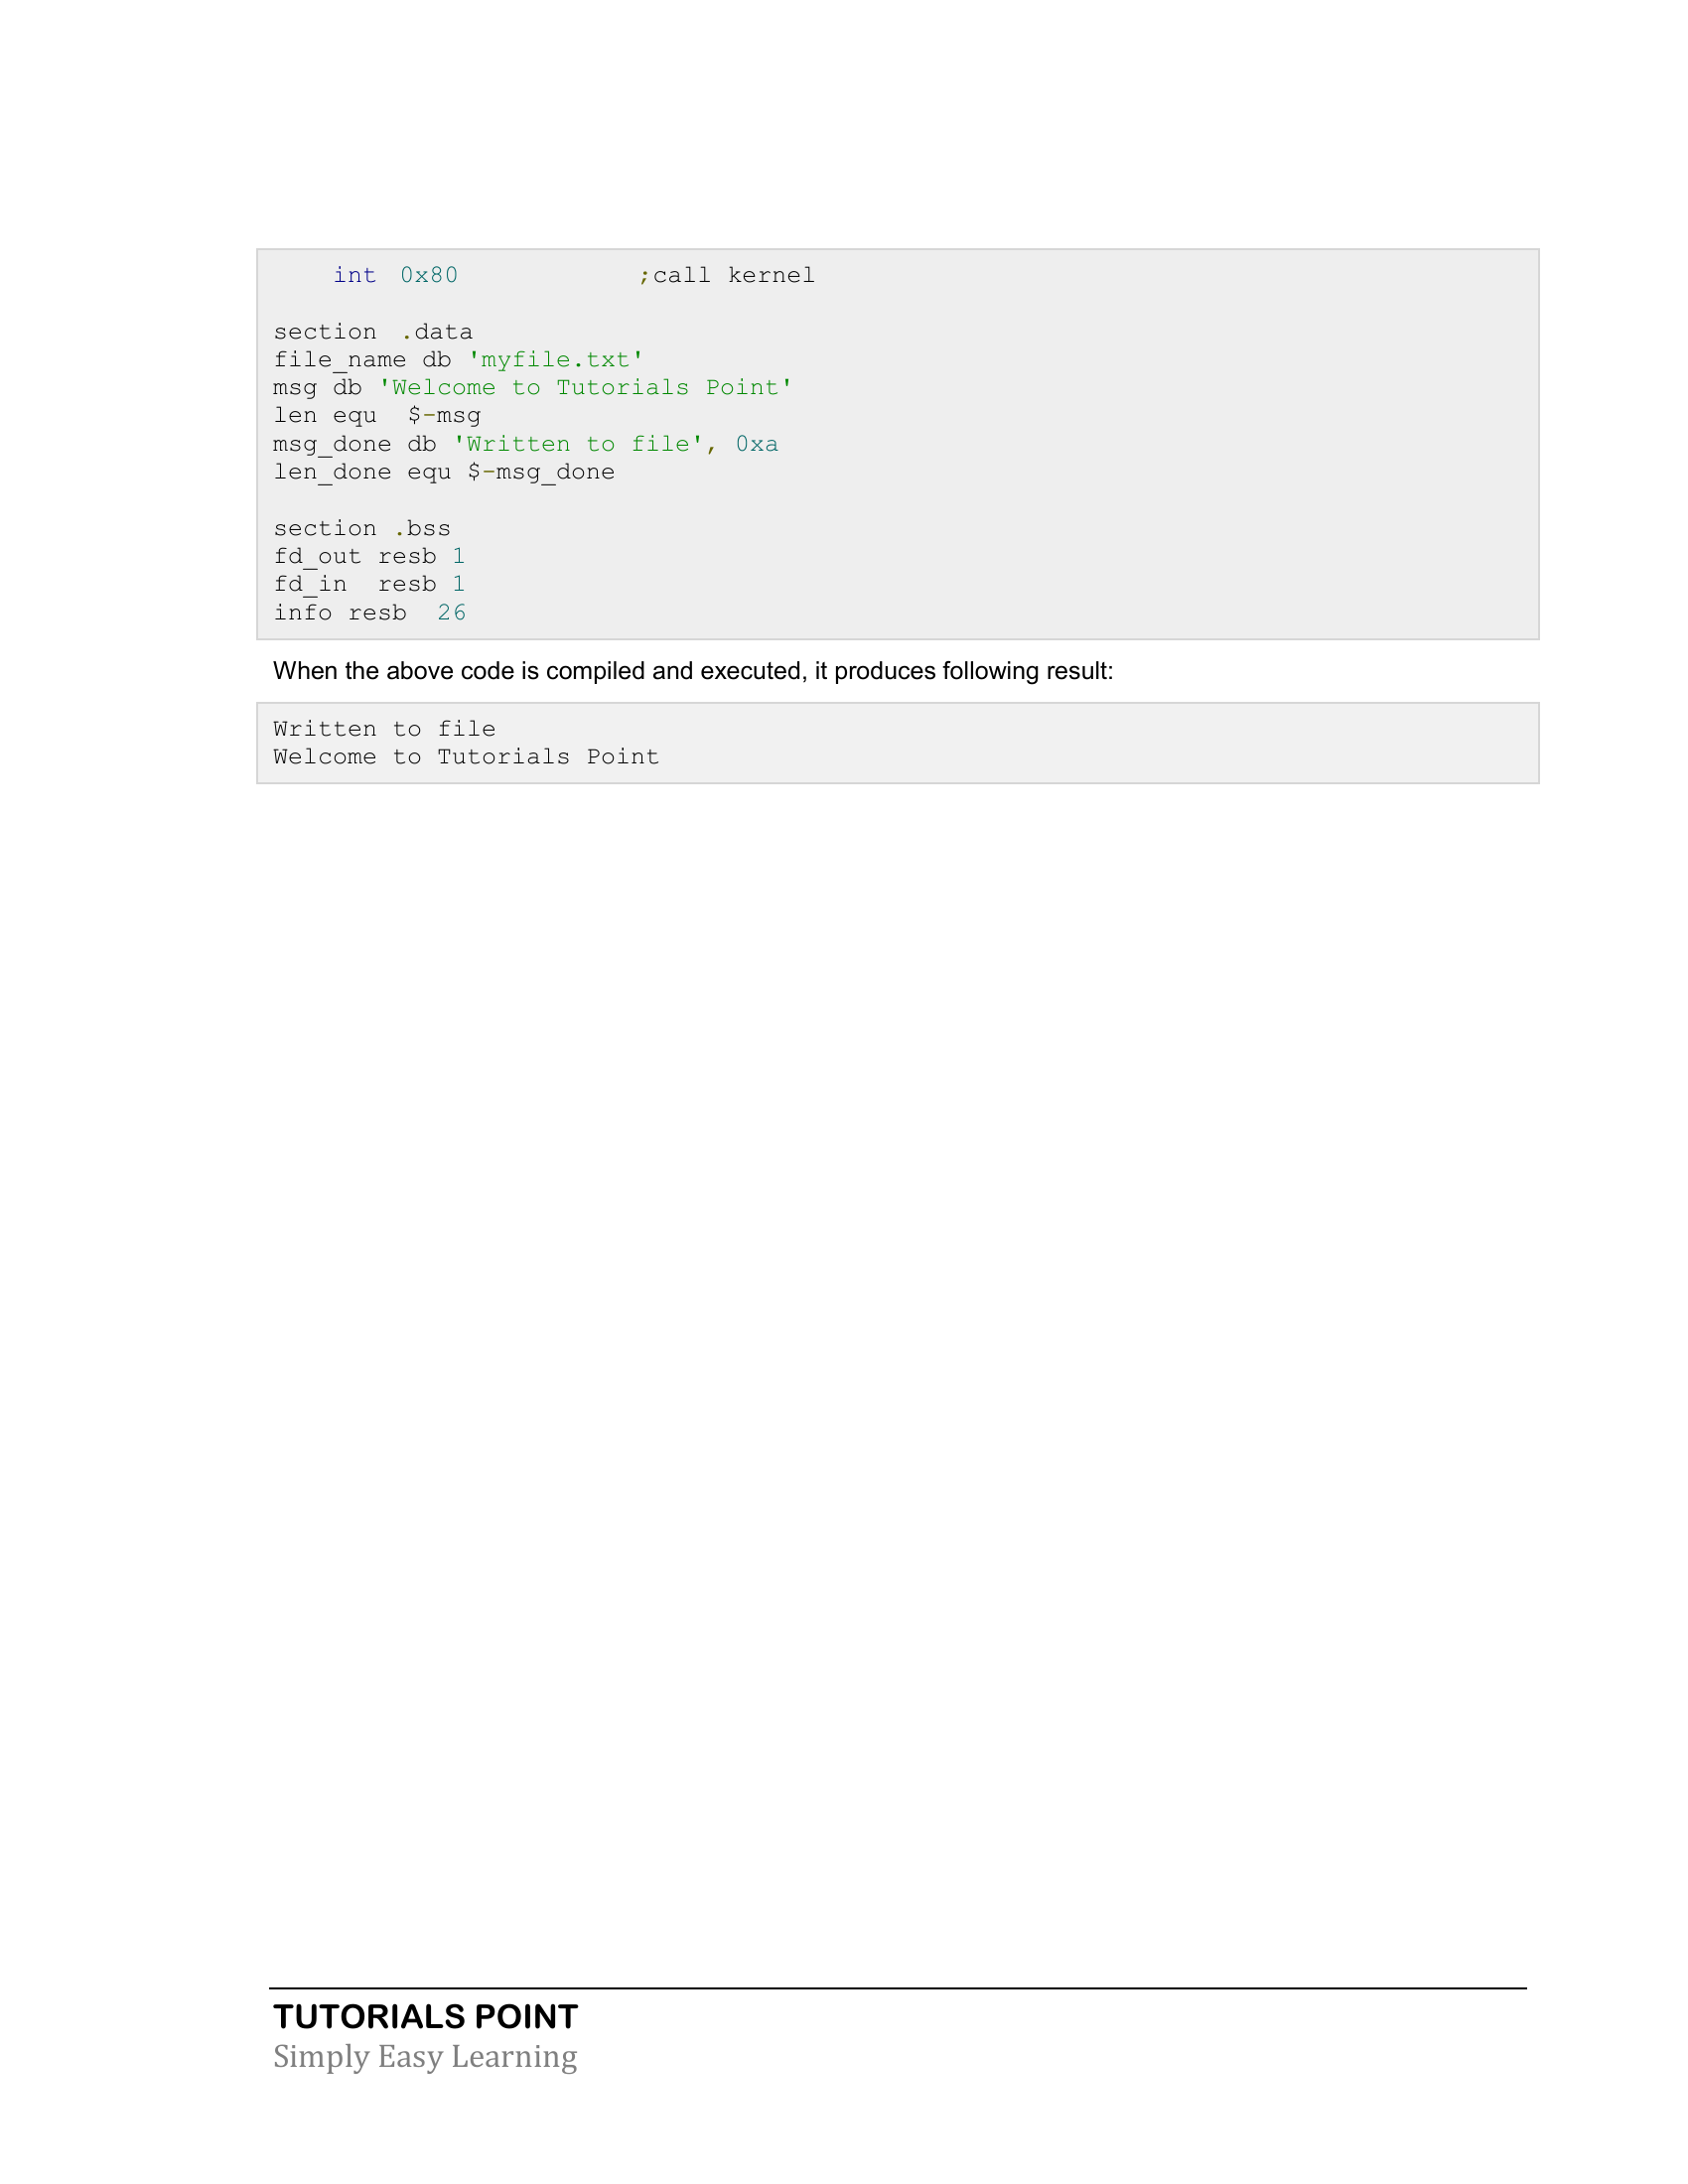 int 0x80 ;call kernel
section .data
file_name db 'myfile.txt'
msg db 'Welcome to Tutorials Point'
len equ $-msg
msg_done db 'Written to file', 0xa
len_done equ $-msg_done
section .bss
fd_out resb 1
fd_in resb 1
info resb 26
When the above code is compiled and executed, it produces following result:
Written to file
Welcome to Tutorials Point
TUTORIALS POINT
Simply Easy Learning